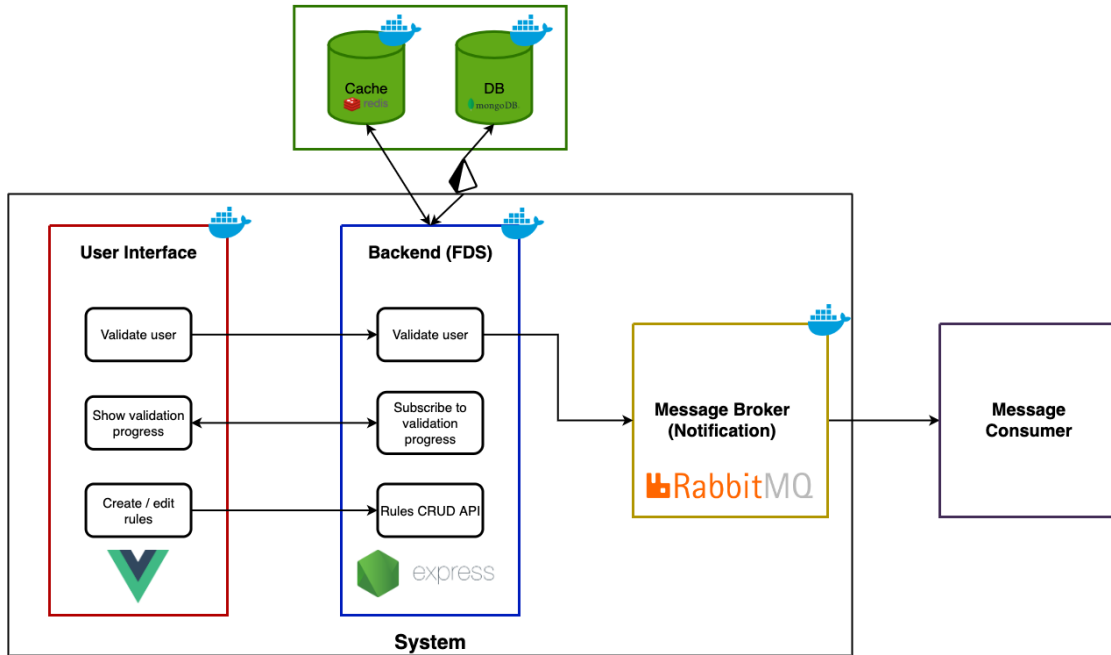 Cache
redis
DB
mongoDB.
User Interface
Validate user
Show validation
progress
Create / edit
rules
Backend (FDS)
Validate user
Subscribe to
validation
progress
Rules CRUD API
express
Message Broker
(Notification)
RabbitMQ
Message
Consumer
System